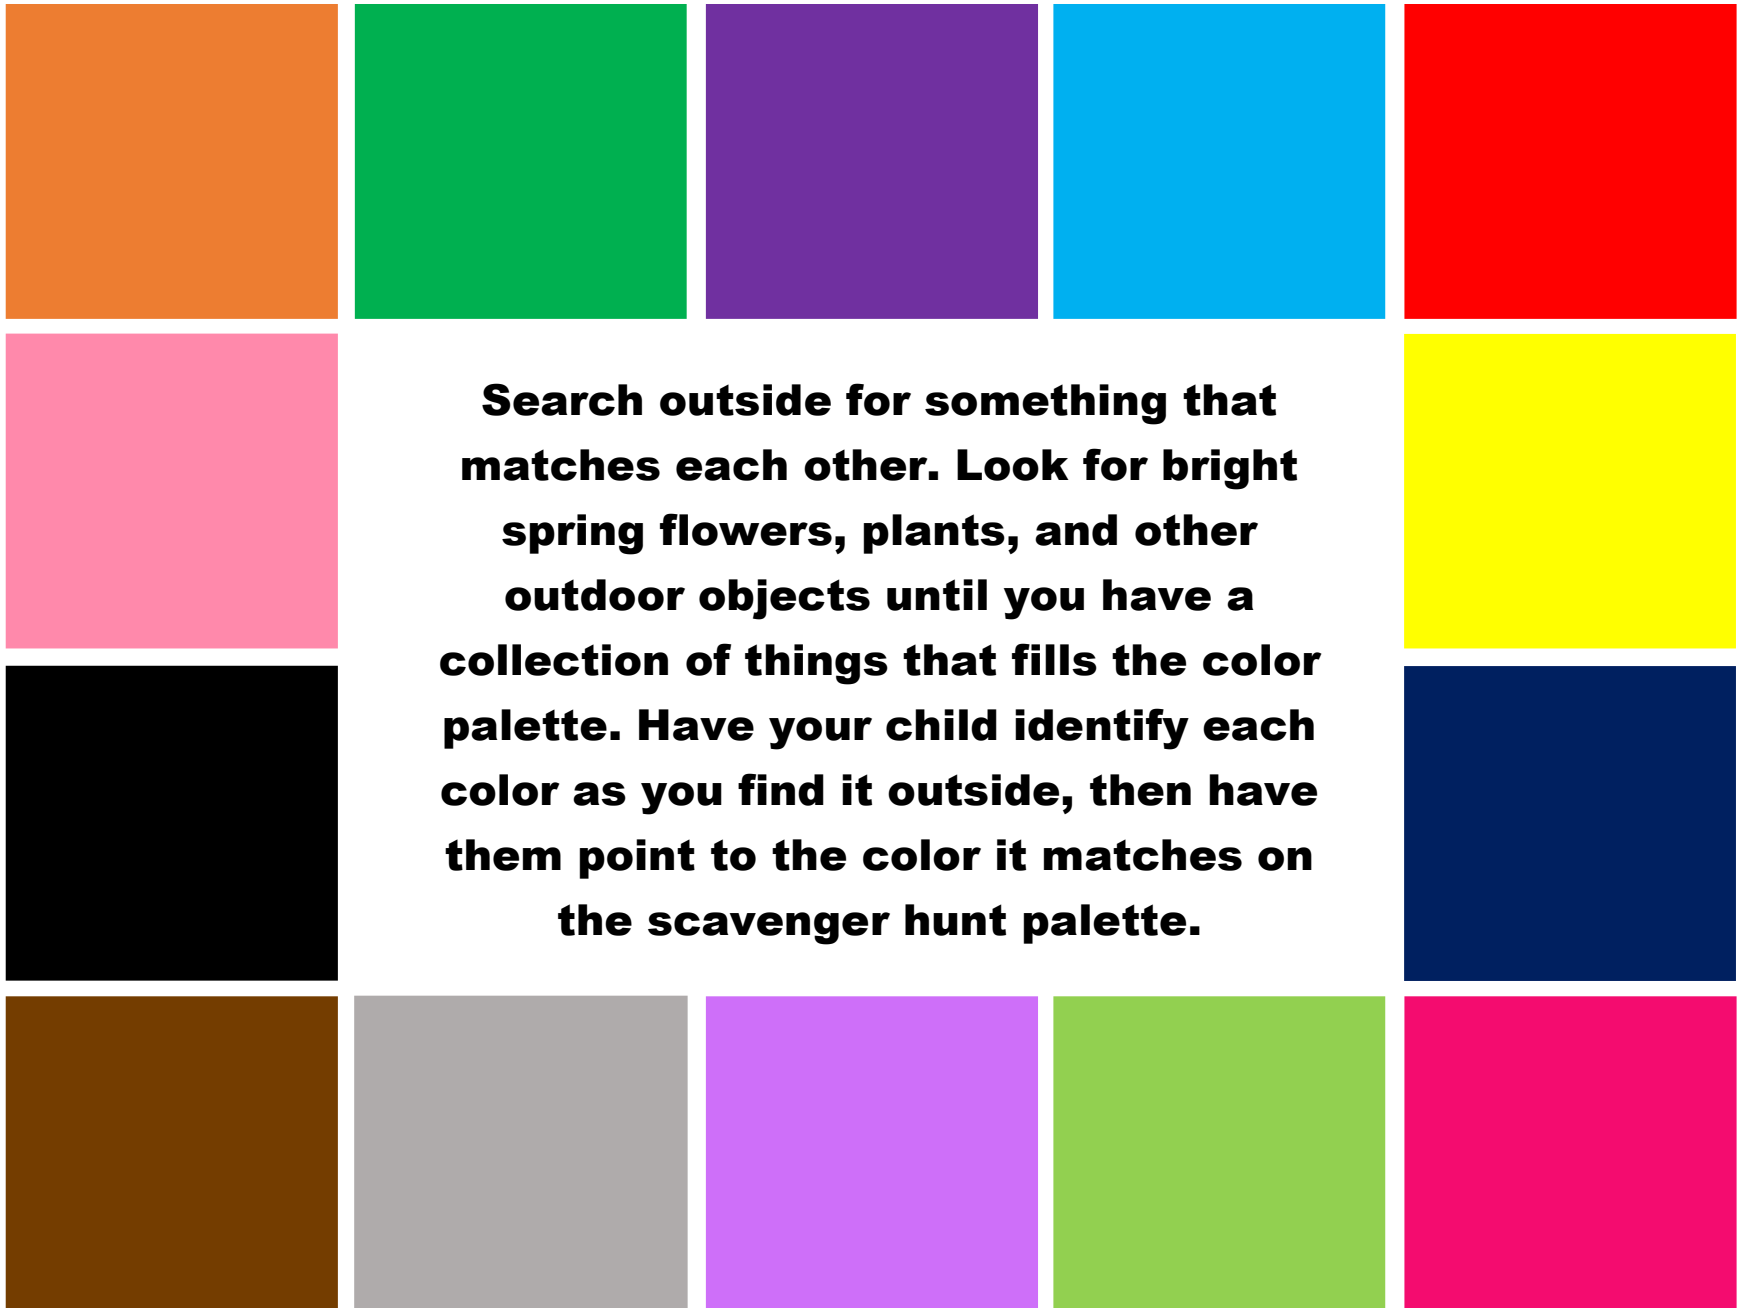 Search outside for something that
matches each other. Look for bright
spring flowers, plants, and other
outdoor objects until you have a
collection of things that fills the color
palette. Have your child identify each
color as you find it outside, then have
them point to the color it matches on
the scavenger hunt palette.